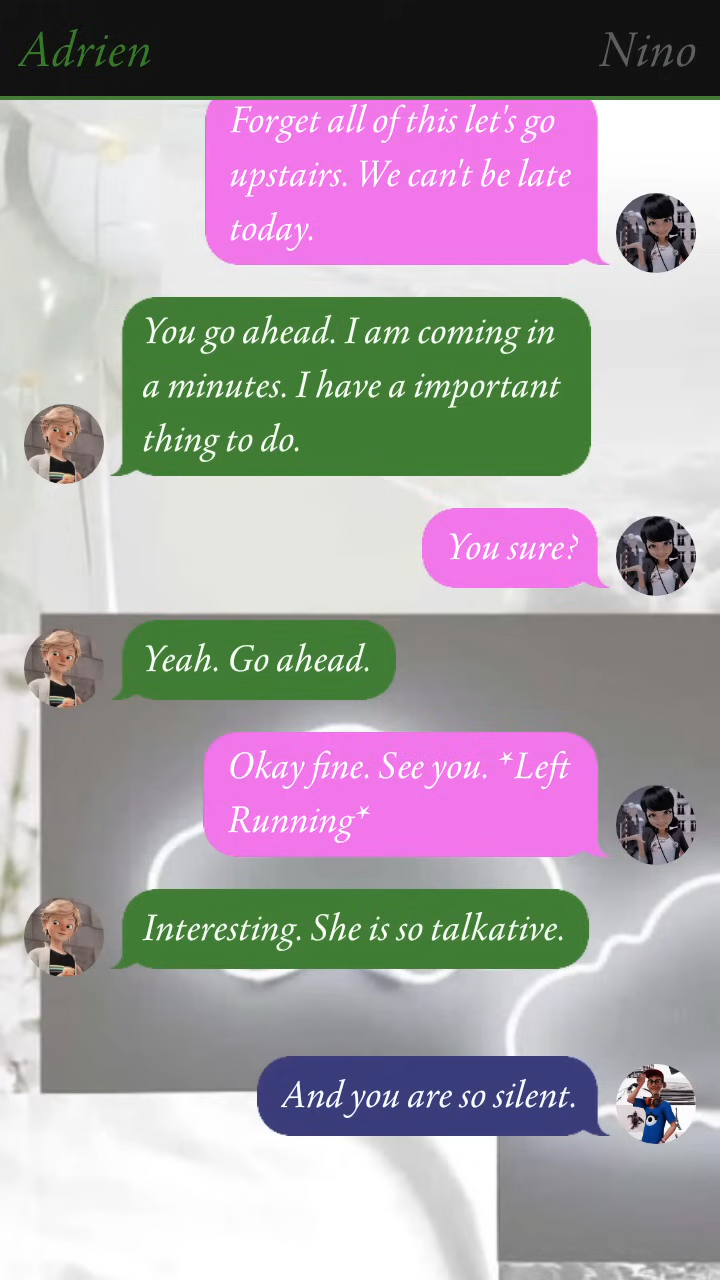 Adrien
Nino
Forget all of this let's go
upstairs. We can't be late
today.
You go ahead. I am coming in
a minutes. I have a important
thing to do.
You sure?
Yeah. Go ahead.
Okay fine. See you. *Left
Running*
Interesting. She is so talkative.
And you are so silent.